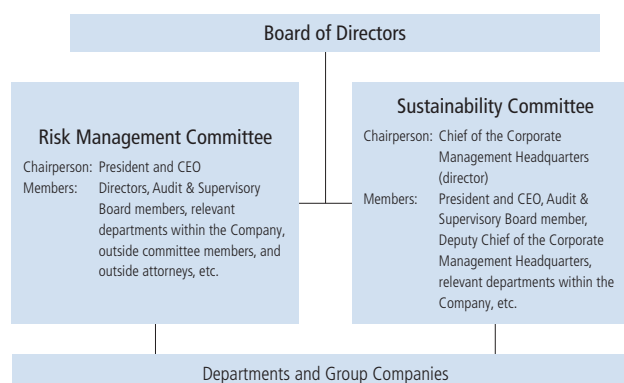 Board of Directors
Risk Management Committee
Chairperson: President and CEO
Members: Directors, Audit & Supervisory
Board members, relevant
departments within the Company,
outside committee members, and
outside attorneys, etc.
Sustainability Committee
Chairperson: Chief of the Corporate
Management Headquarters
(director)
Members: President and CEO, Audit &
Supervisory Board member,
Deputy Chief of the Corporate
Management Headquarters,
relevant departments within the
Company, etc.
Departments and Group Companies